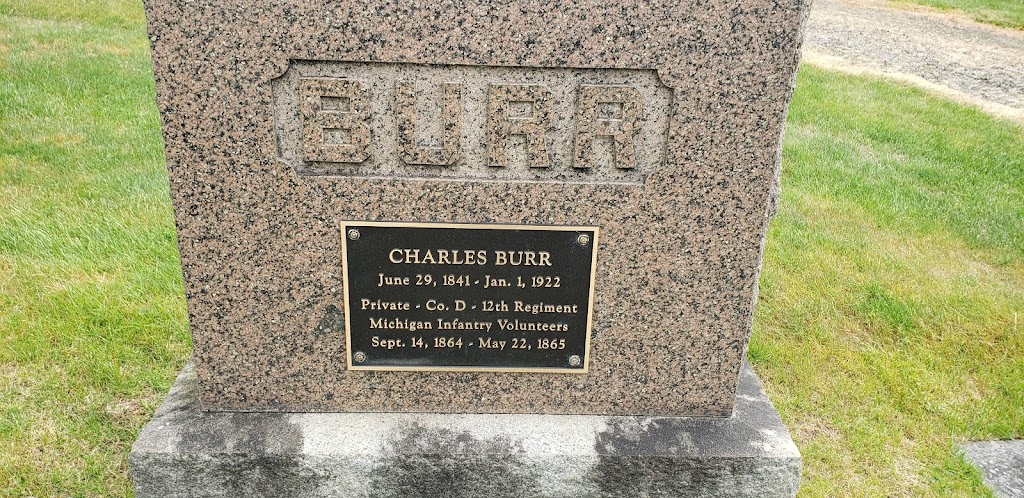 BURR
CHARLES BURR
June 29, 1841 - Jan. 1, 1922
Private - Co. D - 12th Regiment
Michigan Infantry Volunteers
Sept. 14, 1864 - May 22, 1865